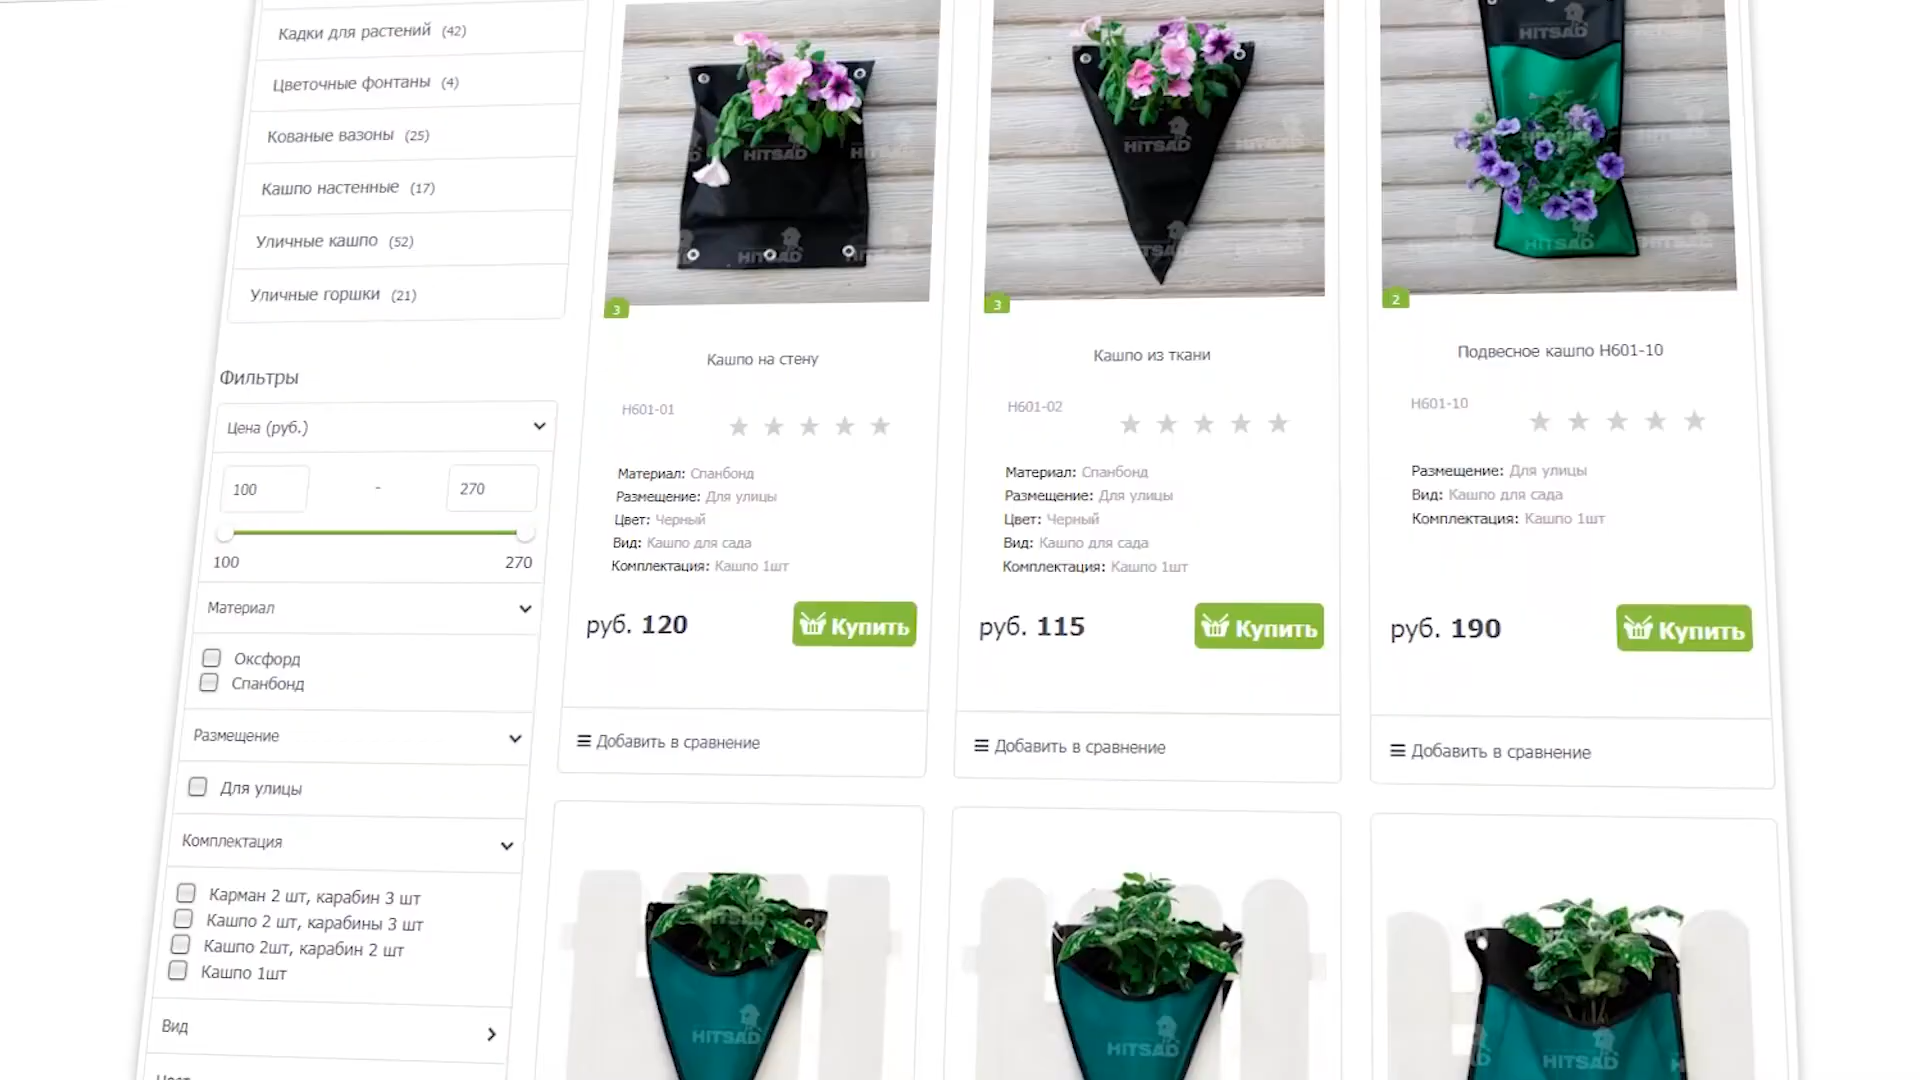 Кадки для растений (42)
Цветочные фонтаны (4)
Кованые вазоны (25)
Кашпо настенные (17)
Уличные кашпо (52)
Уличные горшки (21)
Фильтры
Цена (руб.)
100 - 270
100 270
Материал
Оксфорд
Спанбонд
Размещение
Для улицы
Комплектация
Карман 2 шт, карабин 3 шт
Кашпо 2 шт, карабины 3 шт
Кашпо 2шт, карабин 2 шт
Кашпо 1шт
Вид
HITSAD
3
Кашпо на стену
H601-01
Материал: Спанбонд
Размещение: Для улицы
Цвет: Черный
Вид: Кашпо для сада
Комплектация: Кашпо 1шт
руб. 120
Купить
Добавить в сравнение
HITSAD
3
Кашпо из ткани
H601-02
Материал: Спанбонд
Размещение: Для улицы
Цвет: Черный
Вид: Кашпо для сада
Комплектация: Кашпо 1шт
руб. 115
Купить
Добавить в сравнение
HITSAD
HITSAD
2
Подвесное кашпо H601-10
H601-10
Размещение: Для улицы
Вид: Кашпо для сада
Комплектация: Кашпо 1шт
руб. 190
Купить
Добавить в сравнение
HITSAD
HITSAD
HITSAD